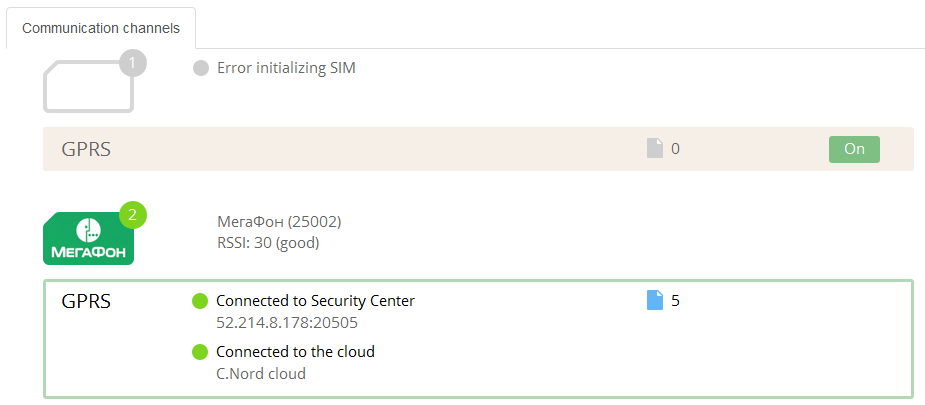 Communication channels
1
Error initializing SIM
GPRS
0
On
2
МЕГАФОН
МегаФон (25002)
RSSI: 30 (good)
GPRS
Connected to Security Center
5
52.214.8.178:20505
Connected to the cloud
C.Nord cloud